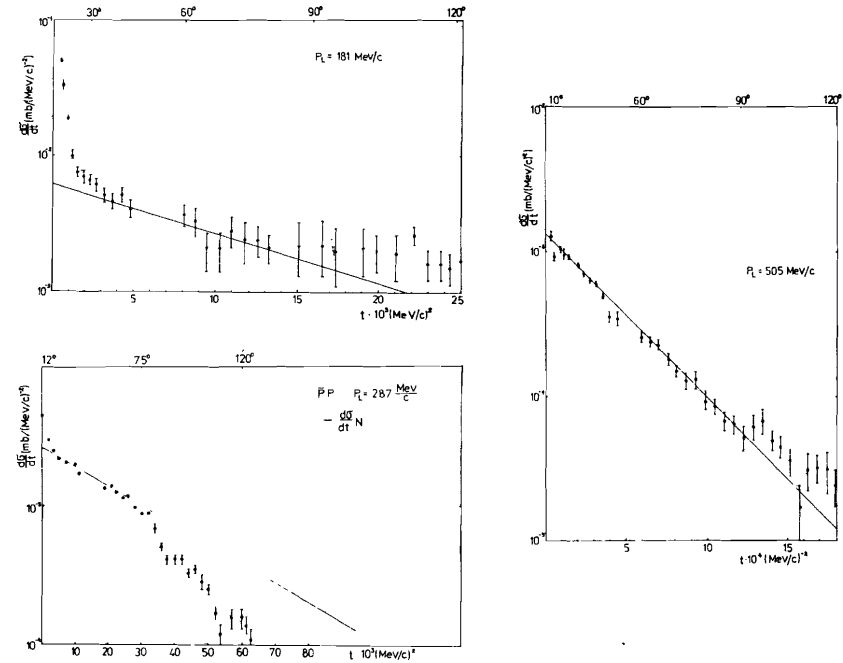 30° 60° 90° 120°
10⁻¹
P_L = 181 MeV/c
dσ/dt (mb/(MeV/c)⁻²)
10⁻²
10⁻³
5 10 15 20 25
t · 10³ (MeV/c)²
12° 75° 120°
p̄ P P_L = 287 MeV/c
— dσ/dt N
dσ/dt (mb/(MeV/c)⁻²)
10 20 30 40 50 60 70 80 t 10³ (MeV/c)²
10° 60° 90° 120°
dσ/dt (mb/(MeV/c)⁻²)
P_L = 505 MeV/c
5 10 15
t · 10⁴ (MeV/c)⁻²